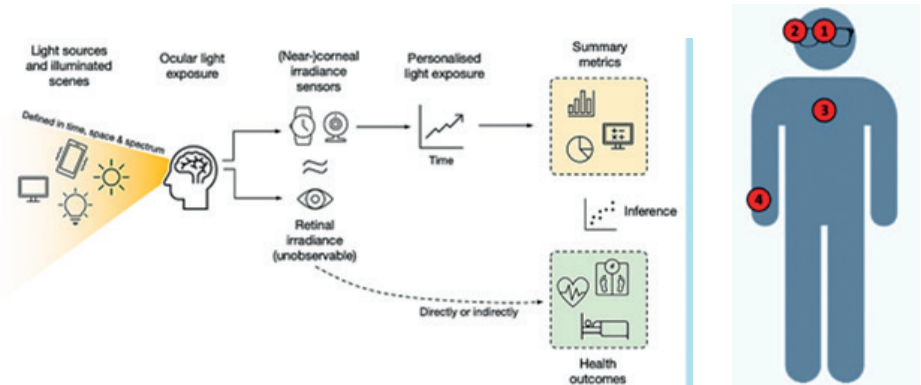 Light sources
and illuminated
scenes
Ocular light
exposure
(Near-)corneal
irradiance
sensors
Personalised
light exposure
Summary
metrics
Defined in time, space & spectrum
Time
Retinal
irradiance
(unobservable)
Inference
Directly or indirectly
Health
outcomes
2
1
3
4